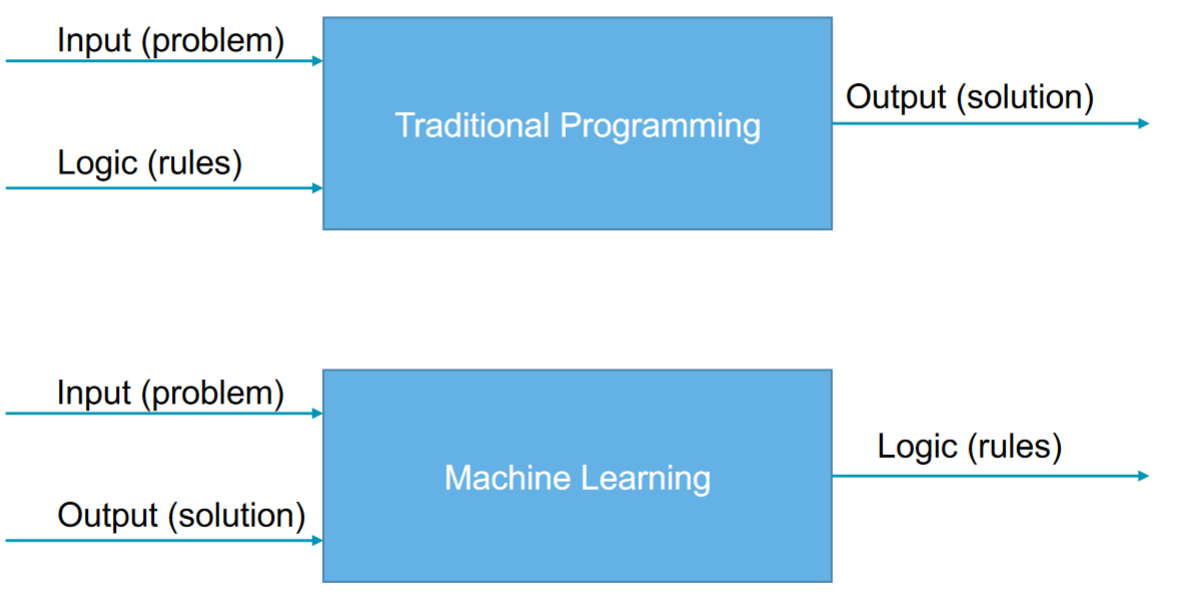 Input (problem)
Logic (rules)
Traditional Programming
Output (solution)
Input (problem)
Output (solution)
Machine Learning
Logic (rules)